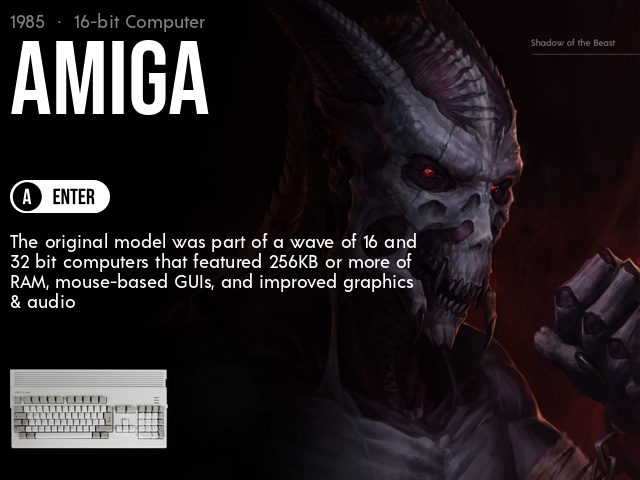 1985 · 16-bit Computer
AMIGA
Shadow of the Beast
A ENTER
The original model was part of a wave of 16 and
32 bit computers that featured 256KB or more of
RAM, mouse-based GUIs, and improved graphics
& audio